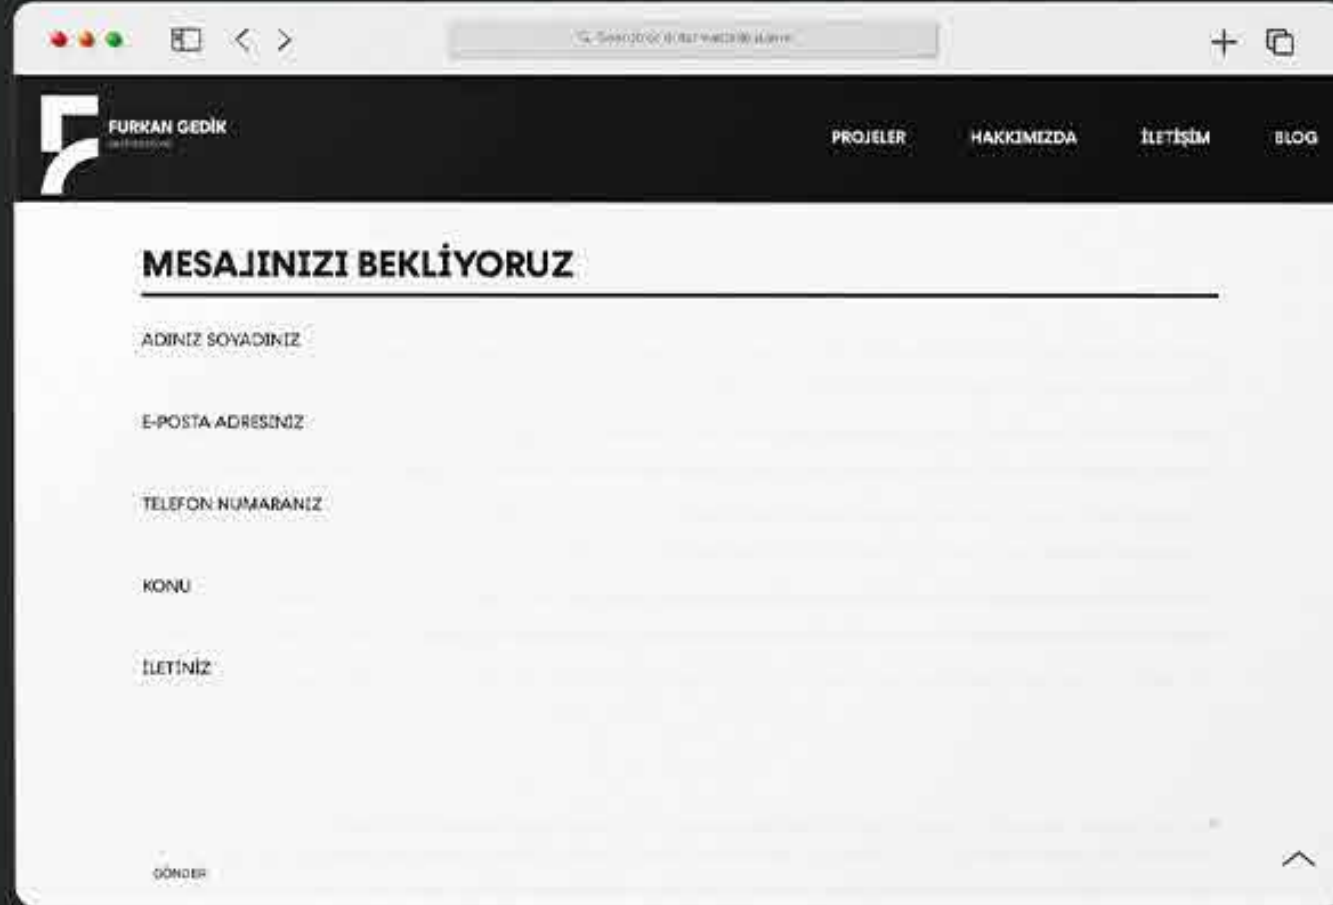 FURKAN GEDİK
PROJELER HAKKIMIZDA İLETİŞİM BLOG
MESAJINIZI BEKLİYORUZ
ADINIZ SOYADINIZ
E-POSTA ADRESINIZ
TELEFON NUMARANIZ
KONU
İLETİNİZ
GÖNDER